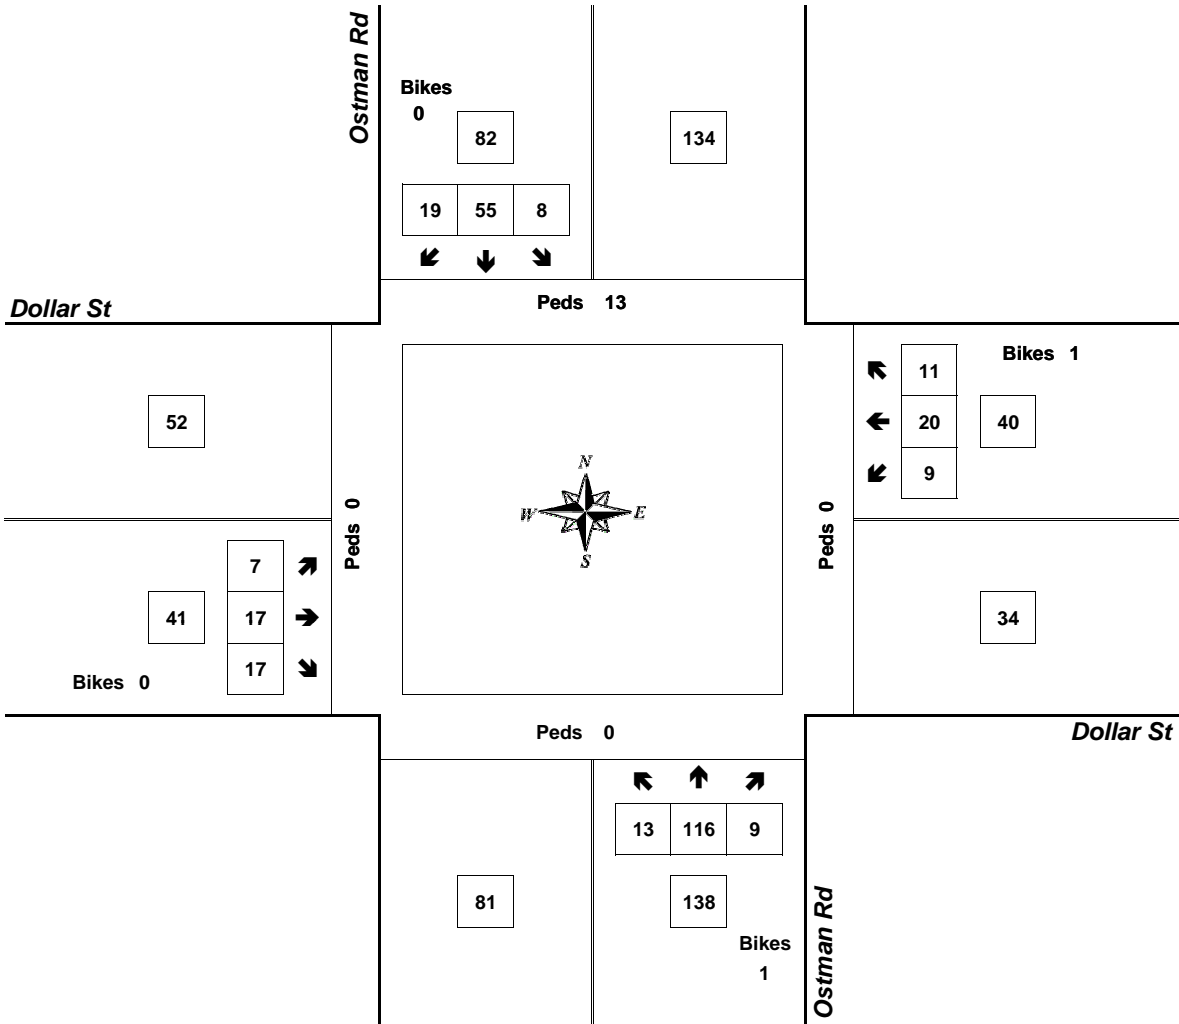 Ostman Rd
Bikes
0
82
134
19 55 8
Peds 13
Dollar St
Bikes 1
11
52
20 40
9
N
W E
S
Peds 0
Peds 0
7
41 17
17
34
Bikes 0
Peds 0
Dollar St
13 116 9
81
138
Bikes
1
Ostman Rd